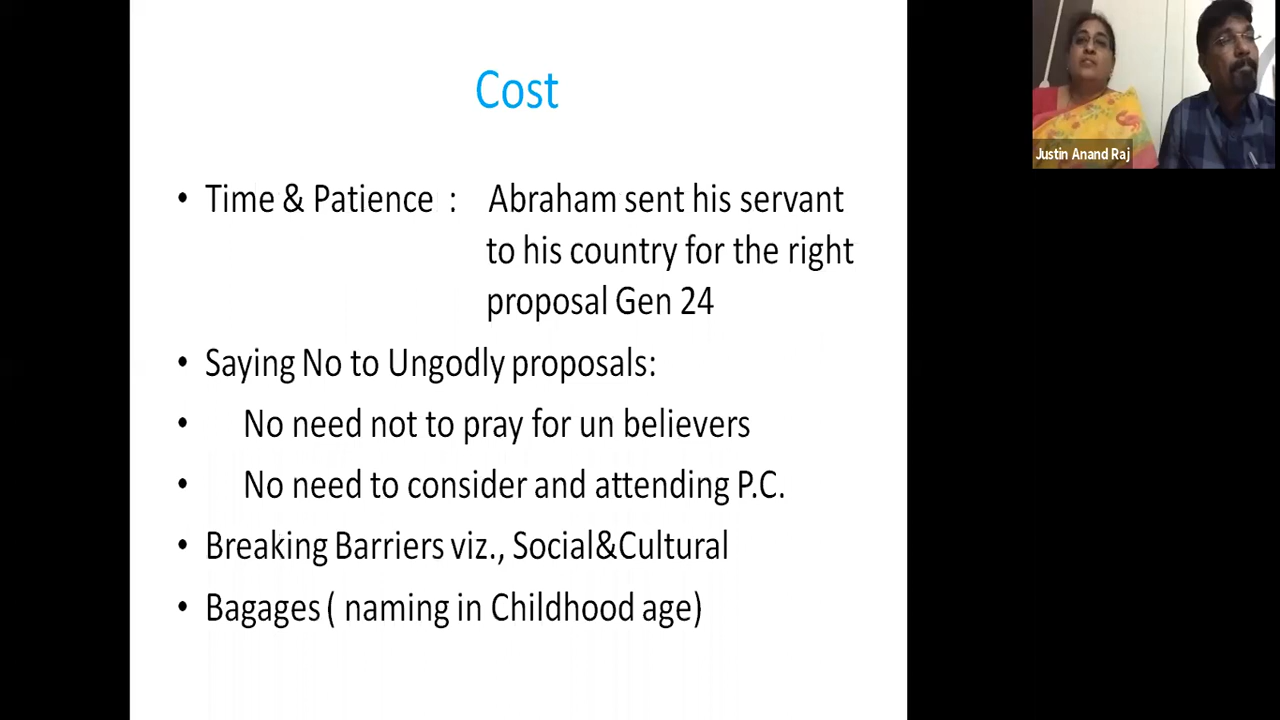 Cost
• Time & Patience : Abraham sent his servant
to his country for the right
proposal Gen 24
• Saying No to Ungodly proposals:
• No need not to pray for un believers
• No need to consider and attending P.C.
• Breaking Barriers viz., Social&Cultural
• Bagages ( naming in Childhood age)
Justin Anand Raj